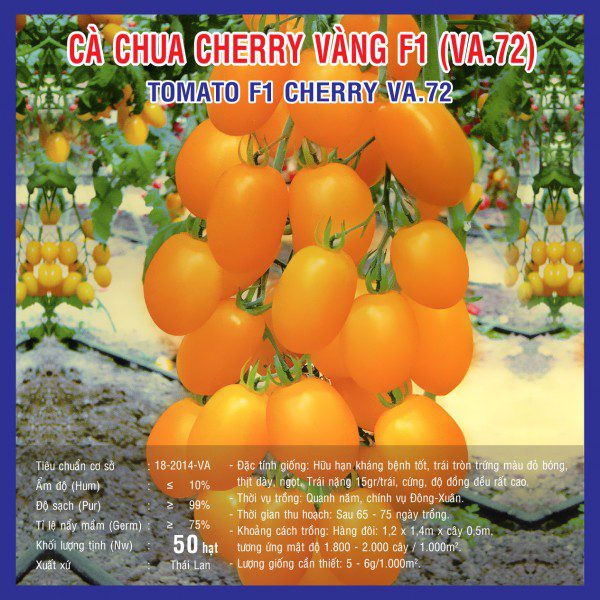 CÀ CHUA CHERRY VÀNG F1 (VA.72)
TOMATO F1 CHERRY VA.72
Tiêu chuẩn cơ sở : 18-2014-VA
Ẩm độ (Hum) : ≤ 10%
Độ sạch (Pur) : ≥ 99%
Tỉ lệ nẩy mầm (Germ) : ≥ 75%
Khối lượng tịnh (Nw) : 50 hạt
Xuất xứ : Thái Lan
- Đặc tính giống: Hữu hạn kháng bệnh tốt, trái tròn trứng màu đỏ bóng,
thịt dày, ngọt, Trái nặng 15gr/trái, cứng, độ đồng đều rất cao.
- Thời vụ trồng: Quanh năm, chính vụ Đông-Xuân.
- Thời gian thu hoạch: Sau 65 - 75 ngày trồng.
- Khoảng cách trồng: Hàng đôi: 1,2 x 1,4m x cây 0.5m,
tương ứng mật độ 1.800 - 2.000 cây / 1.000m².
- Lượng giống cần thiết: 5 - 6g/1.000m².